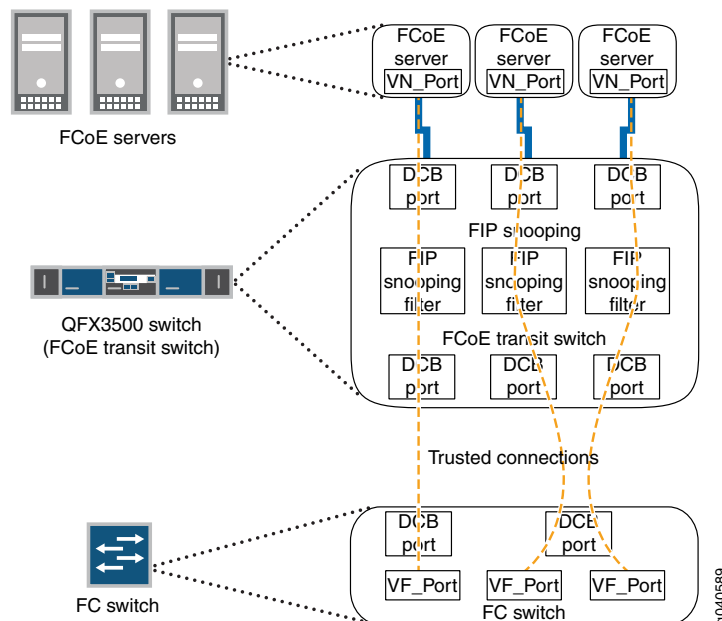 FCoE server
VN_Port
FCoE server
VN_Port
FCoE server
VN_Port
FCoE servers
DCB port
DCB port
DCB port
FIP snooping
FIP snooping filter
FIP snooping filter
FIP snooping filter
QFX3500 switch
(FCoE transit switch)
FCoE transit switch
DCB port
DCB port
DCB port
Trusted connections
DCB port
DCB port
VF_Port
VF_Port
VF_Port
FC switch
FC switch
g040589